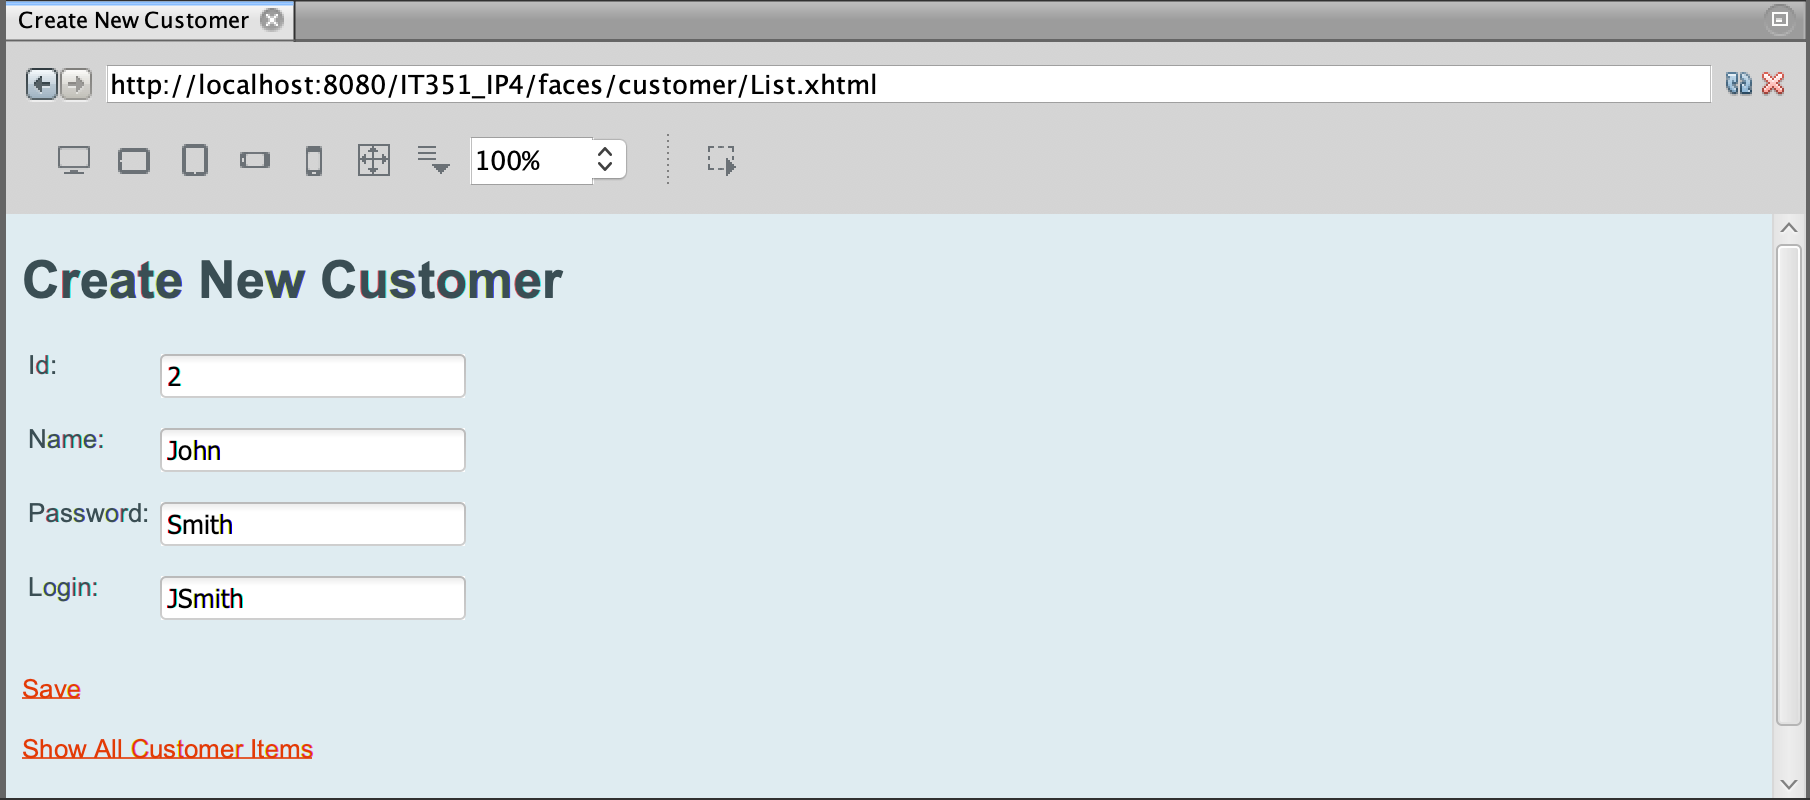 Create New Customer
http://localhost:8080/IT351_IP4/faces/customer/List.xhtml
100%
Create New Customer
Id: 2
Name: John
Password: Smith
Login: JSmith
Save
Show All Customer Items